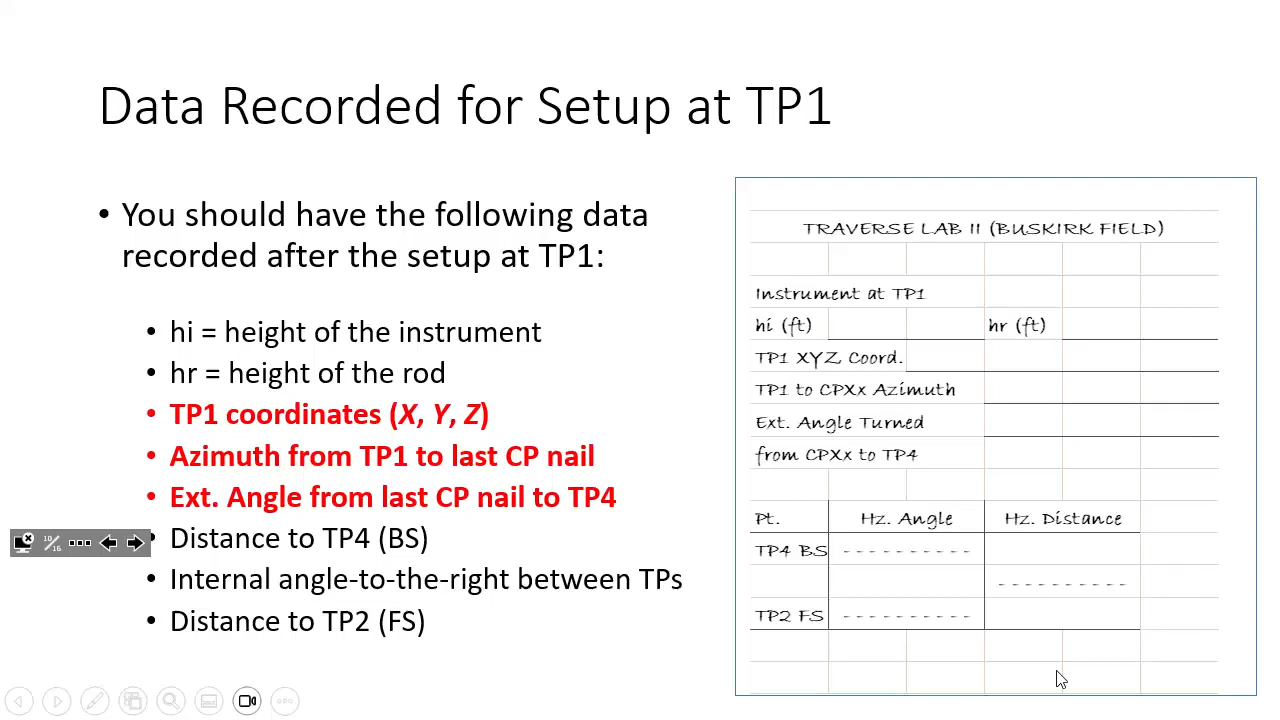 Data Recorded for Setup at TP1
• You should have the following data
recorded after the setup at TP1:
• hi = height of the instrument
• hr = height of the rod
• TP1 coordinates (X, Y, Z)
• Azimuth from TP1 to last CP nail
• Ext. Angle from last CP nail to TP4
• Distance to TP4 (BS)
• Internal angle-to-the-right between TPs
• Distance to TP2 (FS)
10/16
TRAVERSE LAB II (BUSKIRK FIELD)
Instrument at TP1
hi (ft) hr (ft)
TP1 XYZ Coord.
TP1 to CPXx Azimuth
Ext. Angle Turned
from CPXx to TP4
Pt. Hz. Angle Hz. Distance
TP4 BS - - - - - - - - - -
- - - - - - - - - -
TP2 FS - - - - - - - - - -